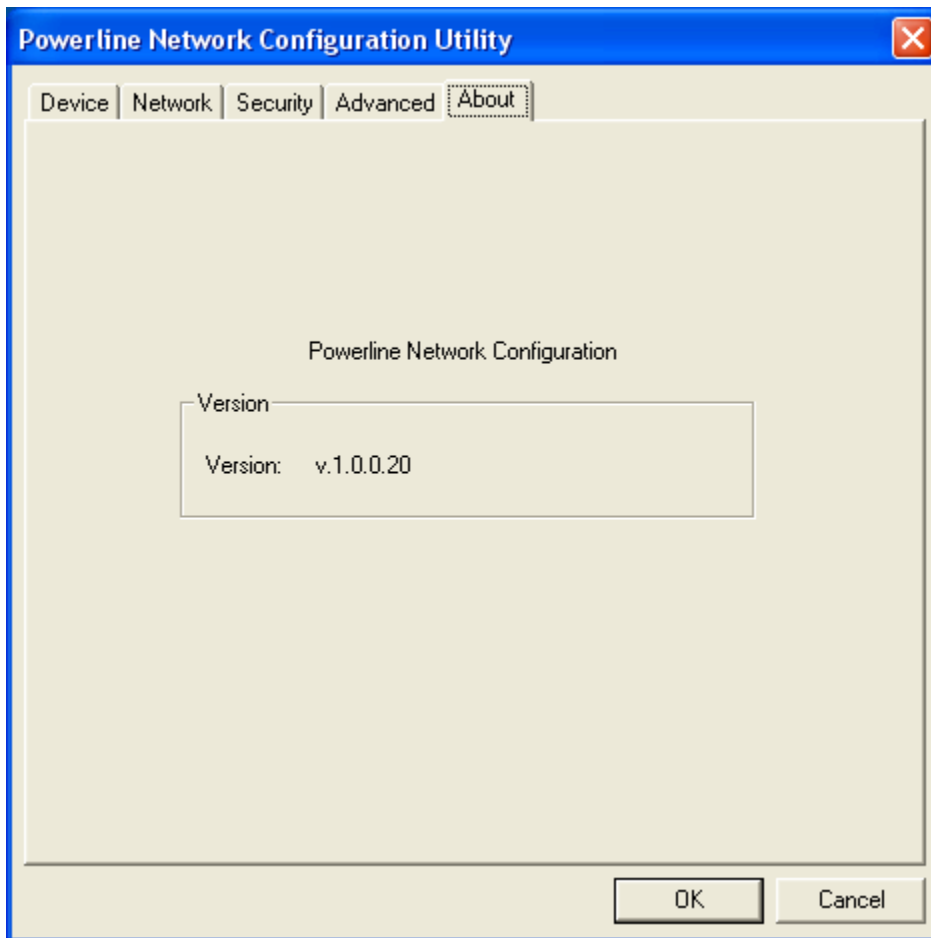 Powerline Network Configuration Utility
Device Network Security Advanced About
Powerline Network Configuration
Version
Version: v.1.0.0.20
OK Cancel